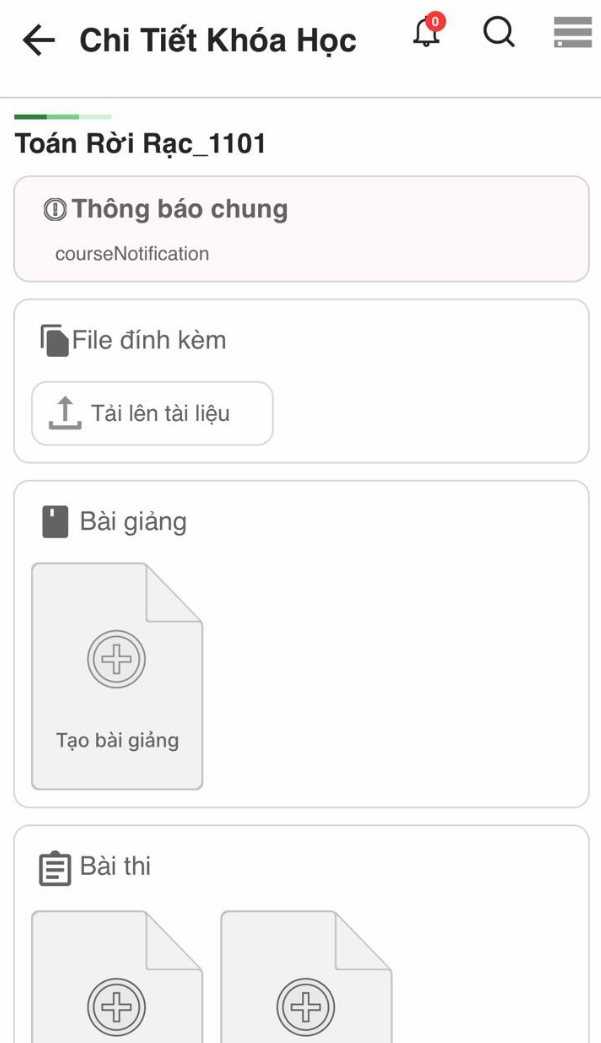 Chi Tiết Khóa Học
0
Toán Rời Rạc_1101
Thông báo chung
courseNotification
File đính kèm
Tải lên tài liệu
Bài giảng
Tạo bài giảng
Bài thi